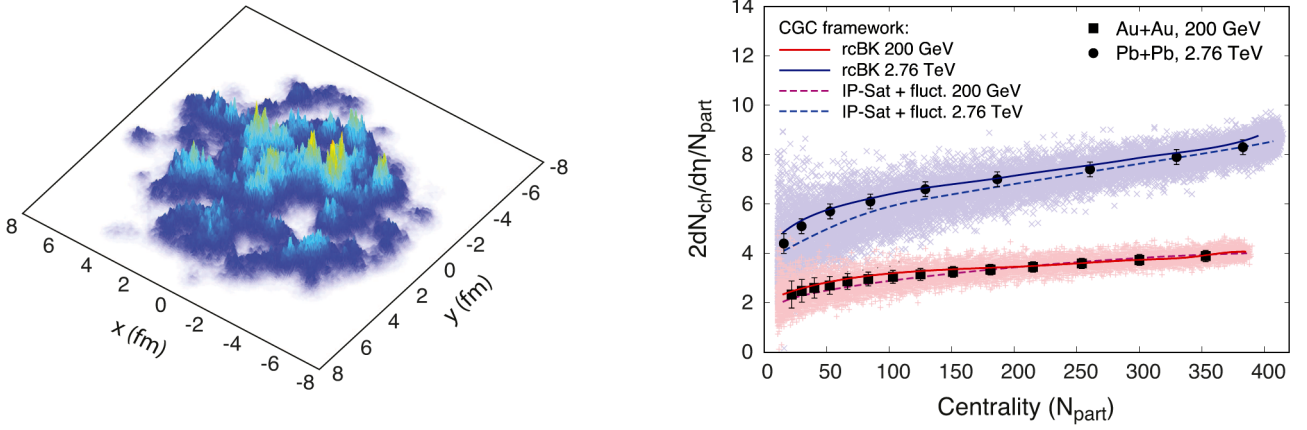 8
6
4
2
0
-2
-4
-6
-8
x (fm)
8
6
4
2
0
-2
-4
-6
-8
y (fm)
14
12
10
8
6
4
2
0
2dN_ch/dη/N_part
CGC framework:
rcBK 200 GeV
rcBK 2.76 TeV
IP-Sat + fluct. 200 GeV
IP-Sat + fluct. 2.76 TeV
Au+Au, 200 GeV
Pb+Pb, 2.76 TeV
0 50 100 150 200 250 300 350 400
Centrality (N_part)